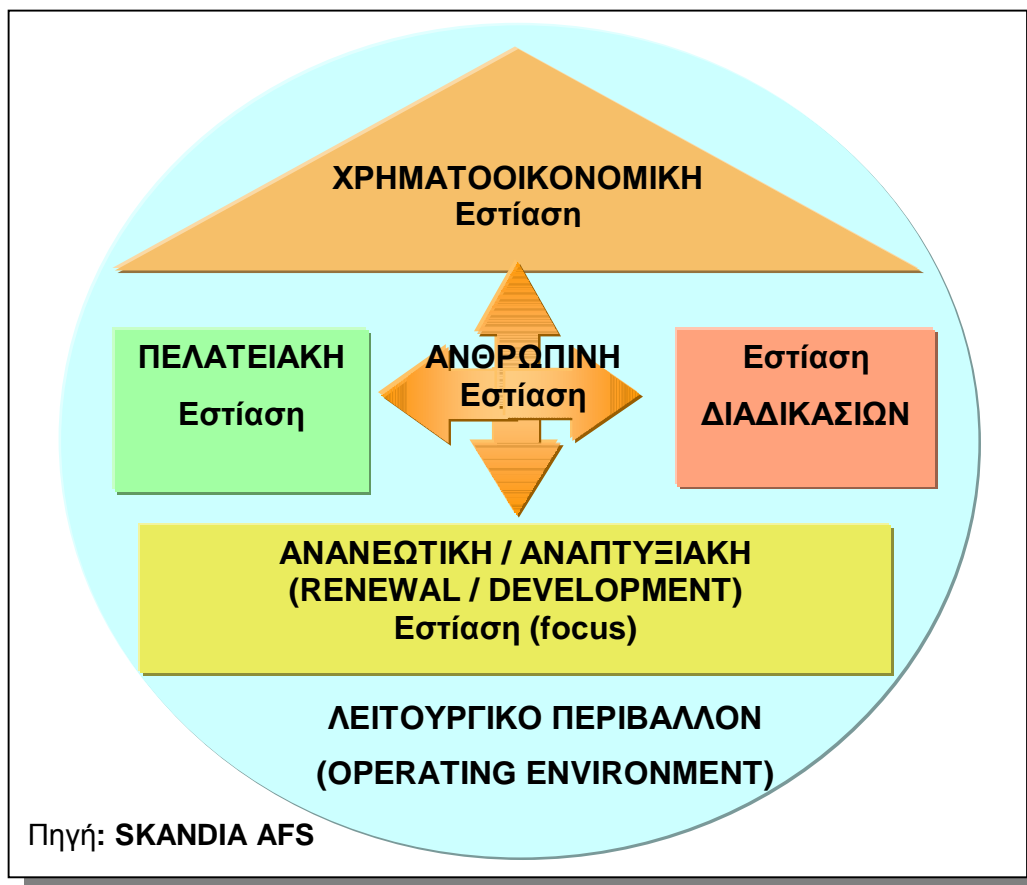 ΧΡΗΜΑΤΟΟΙΚΟΝΟΜΙΚΗ
Εστίαση
ΠΕΛΑΤΕΙΑΚΗ
Εστίαση
ΑΝΘΡΩΠΙΝΗ
Εστίαση
Εστίαση
ΔΙΑΔΙΚΑΣΙΩΝ
ΑΝΑΝΕΩΤΙΚΗ / ΑΝΑΠΤΥΞΙΑΚΗ
(RENEWAL / DEVELOPMENT)
Εστίαση (focus)
ΛΕΙΤΟΥΡΓΙΚΟ ΠΕΡΙΒΑΛΛΟΝ
(OPERATING ENVIRONMENT)
Πηγή: SKANDIA AFS